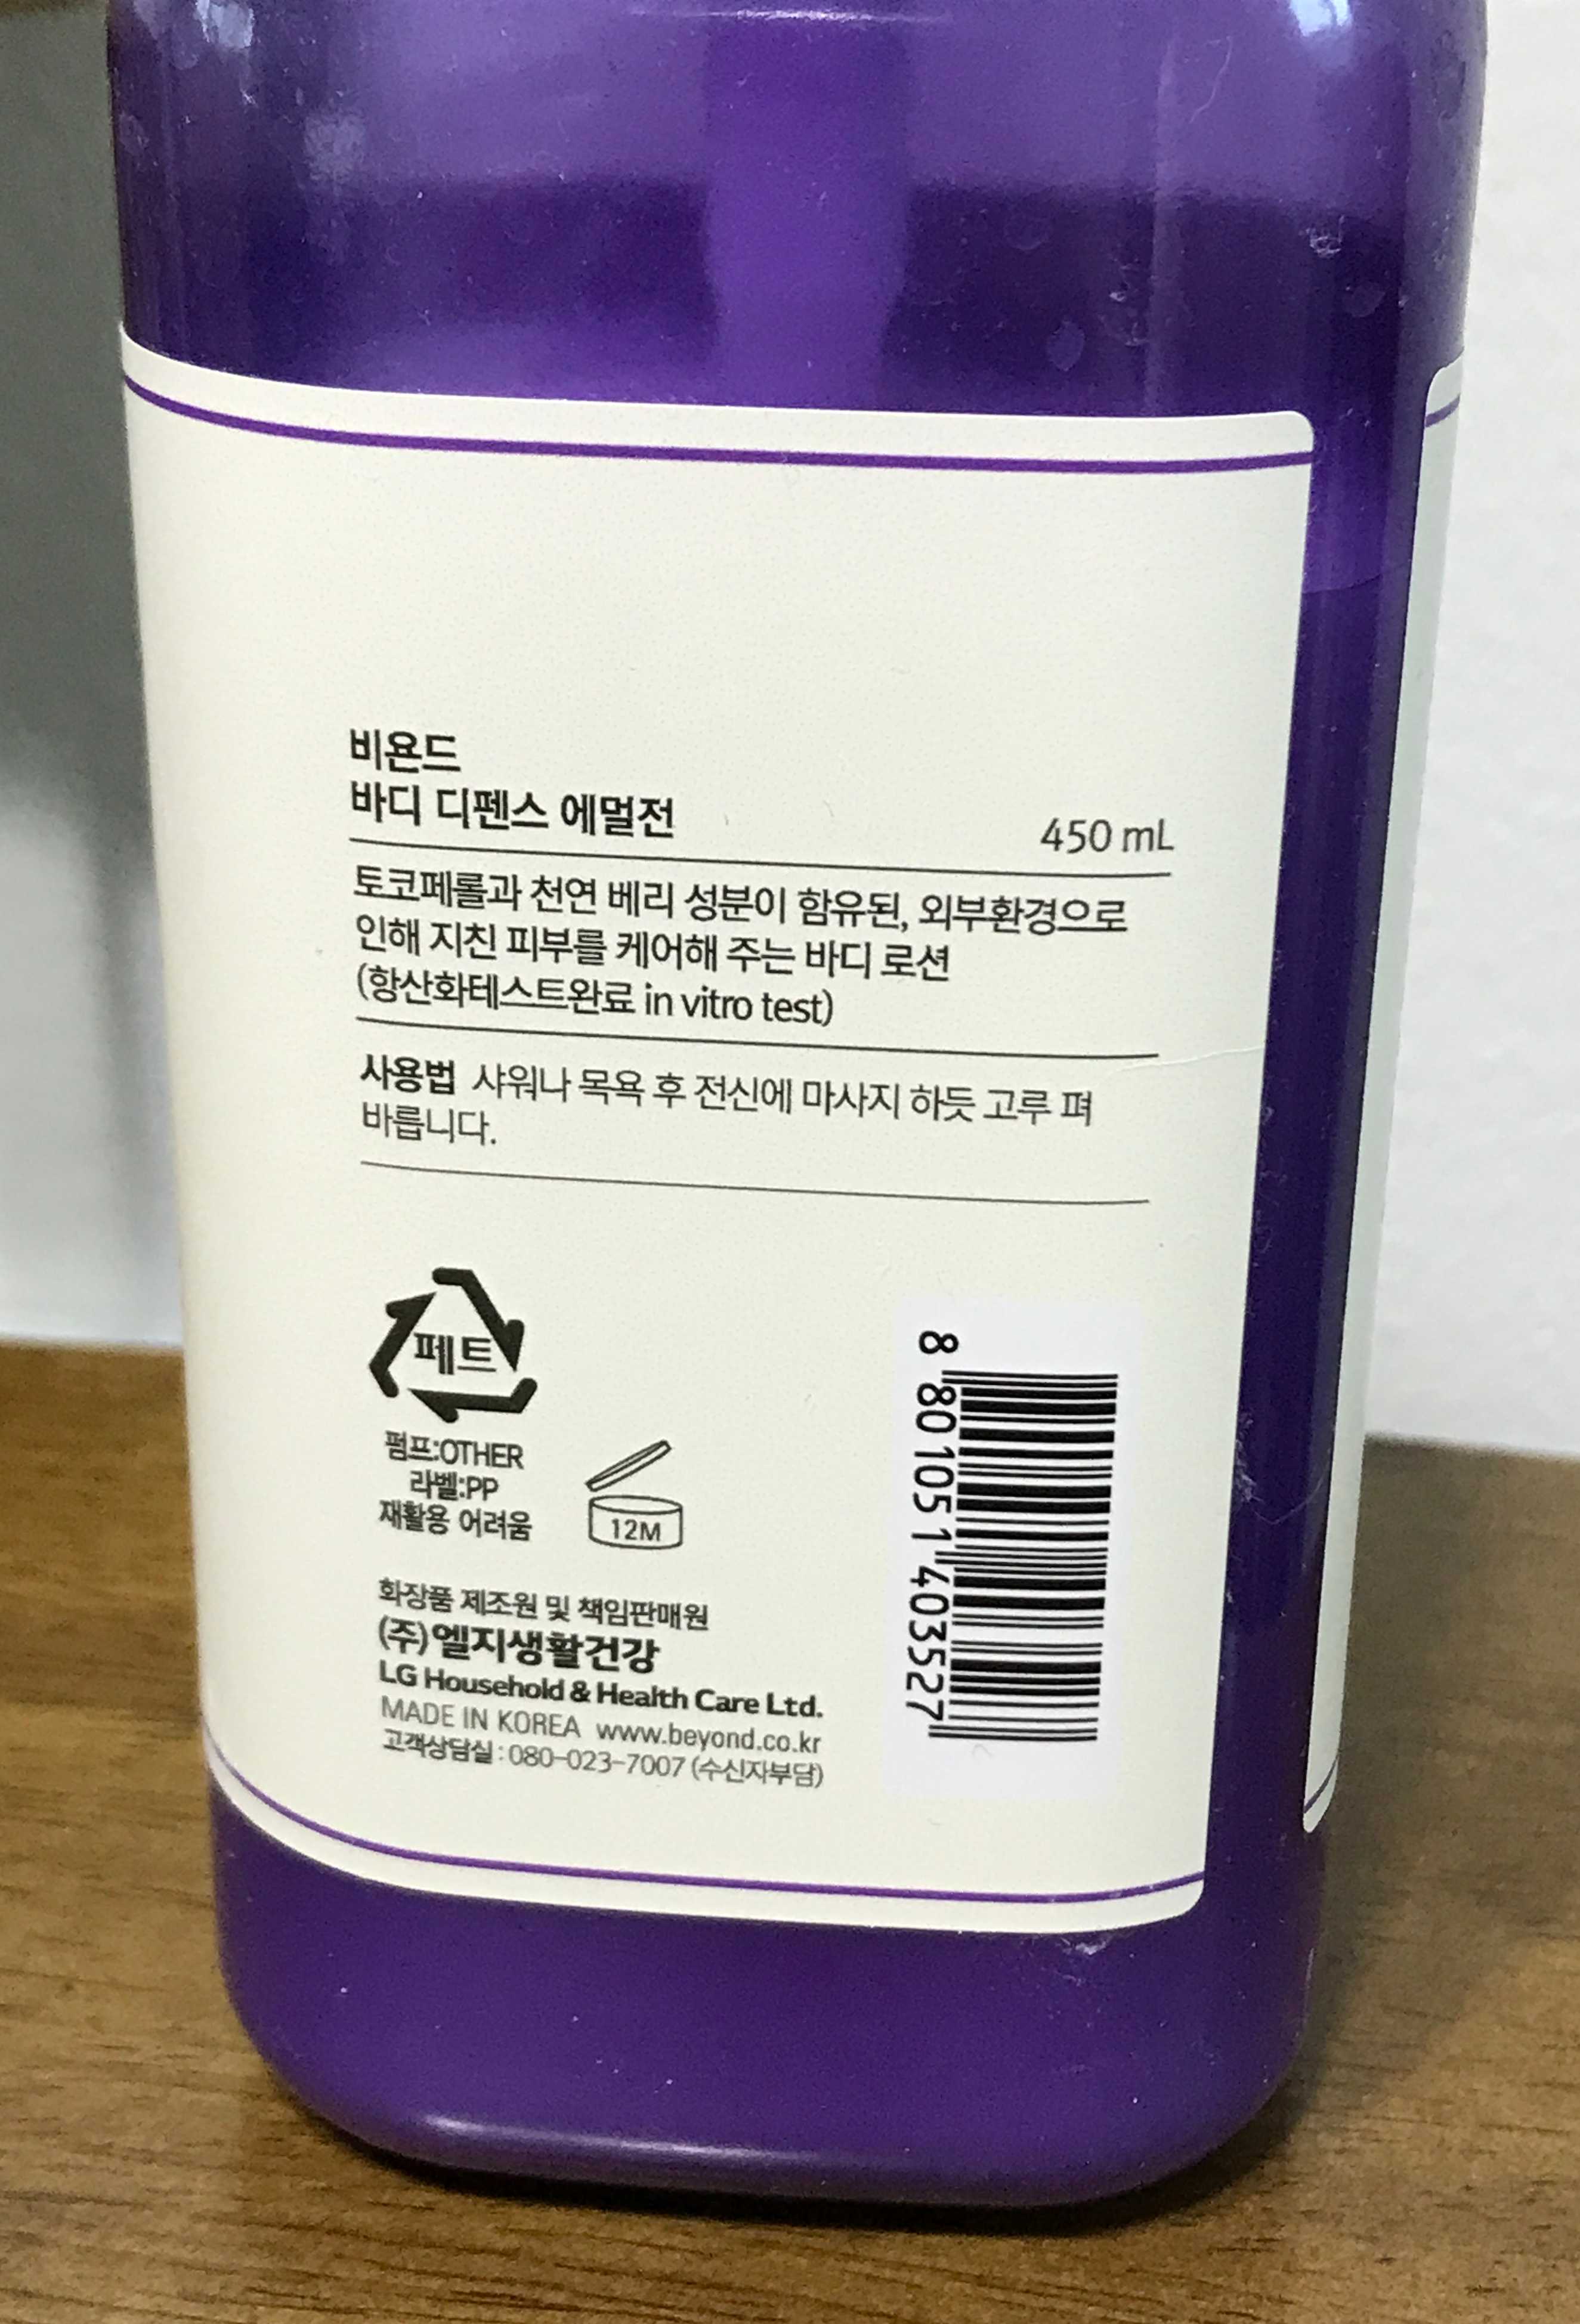 비욘드
바디 디펜스 에멀전
450 mL
토코페롤과 천연 베리 성분이 함유된, 외부환경으로
인해 지친 피부를 케어해 주는 바디 로션
(항산화테스트완료 in vitro test)
사용법 샤워나 목욕 후 전신에 마사지 하듯 고루 펴
바릅니다.
페트
펌프:OTHER
라벨:PP
재활용 어려움
12M
화장품 제조원 및 책임판매원
(주)엘지생활건강
LG Household & Health Care Ltd.
MADE IN KOREA www.beyond.co.kr
고객상담실 : 080-023-7007 (수신자부담)
8 801051 403527